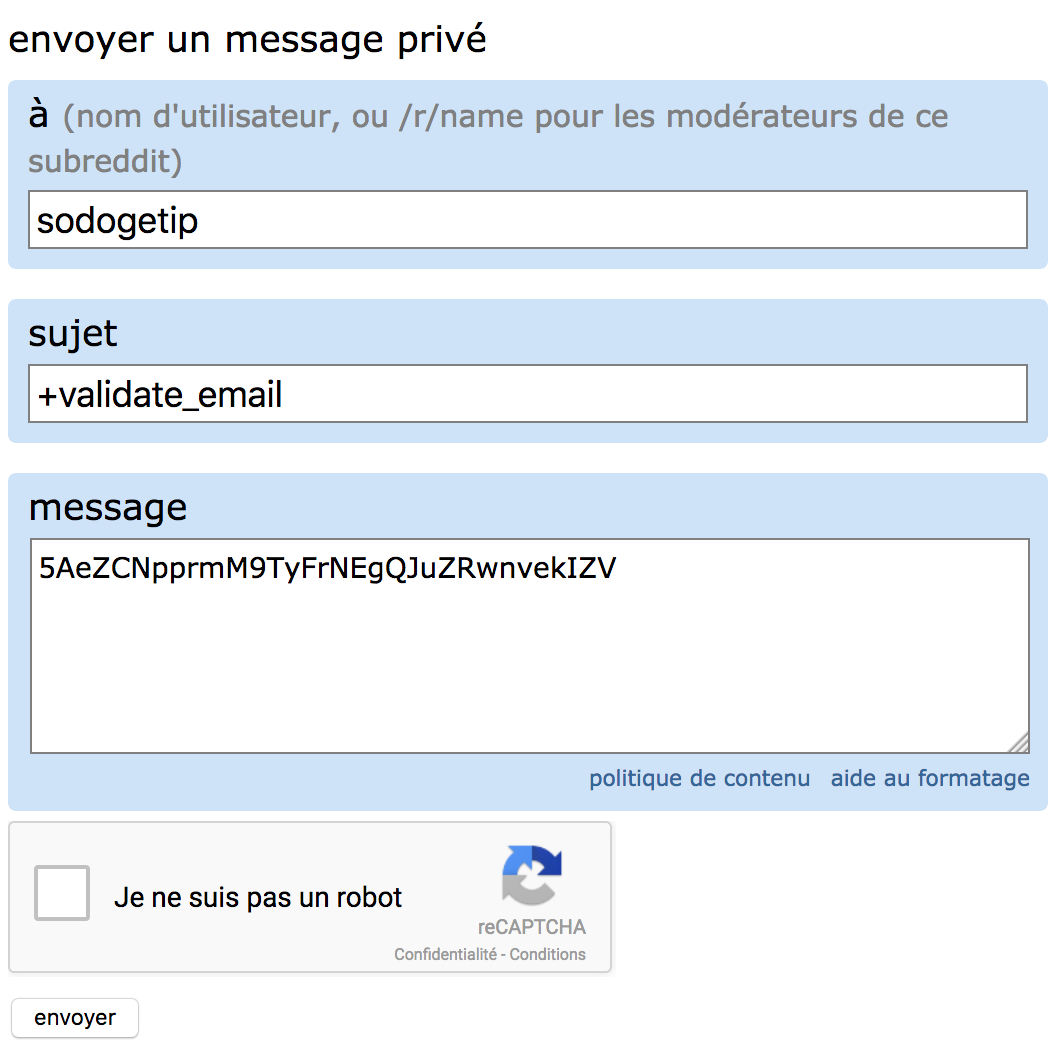 envoyer un message privé
à (nom d'utilisateur, ou /r/name pour les modérateurs de ce
subreddit)
sodogetip
sujet
+validate_email
message
5AeZCNpprmM9TyFrNEgQJuZRwnvekIZV
politique de contenu aide au formatage
Je ne suis pas un robot
reCAPTCHA
Confidentialité - Conditions
envoyer